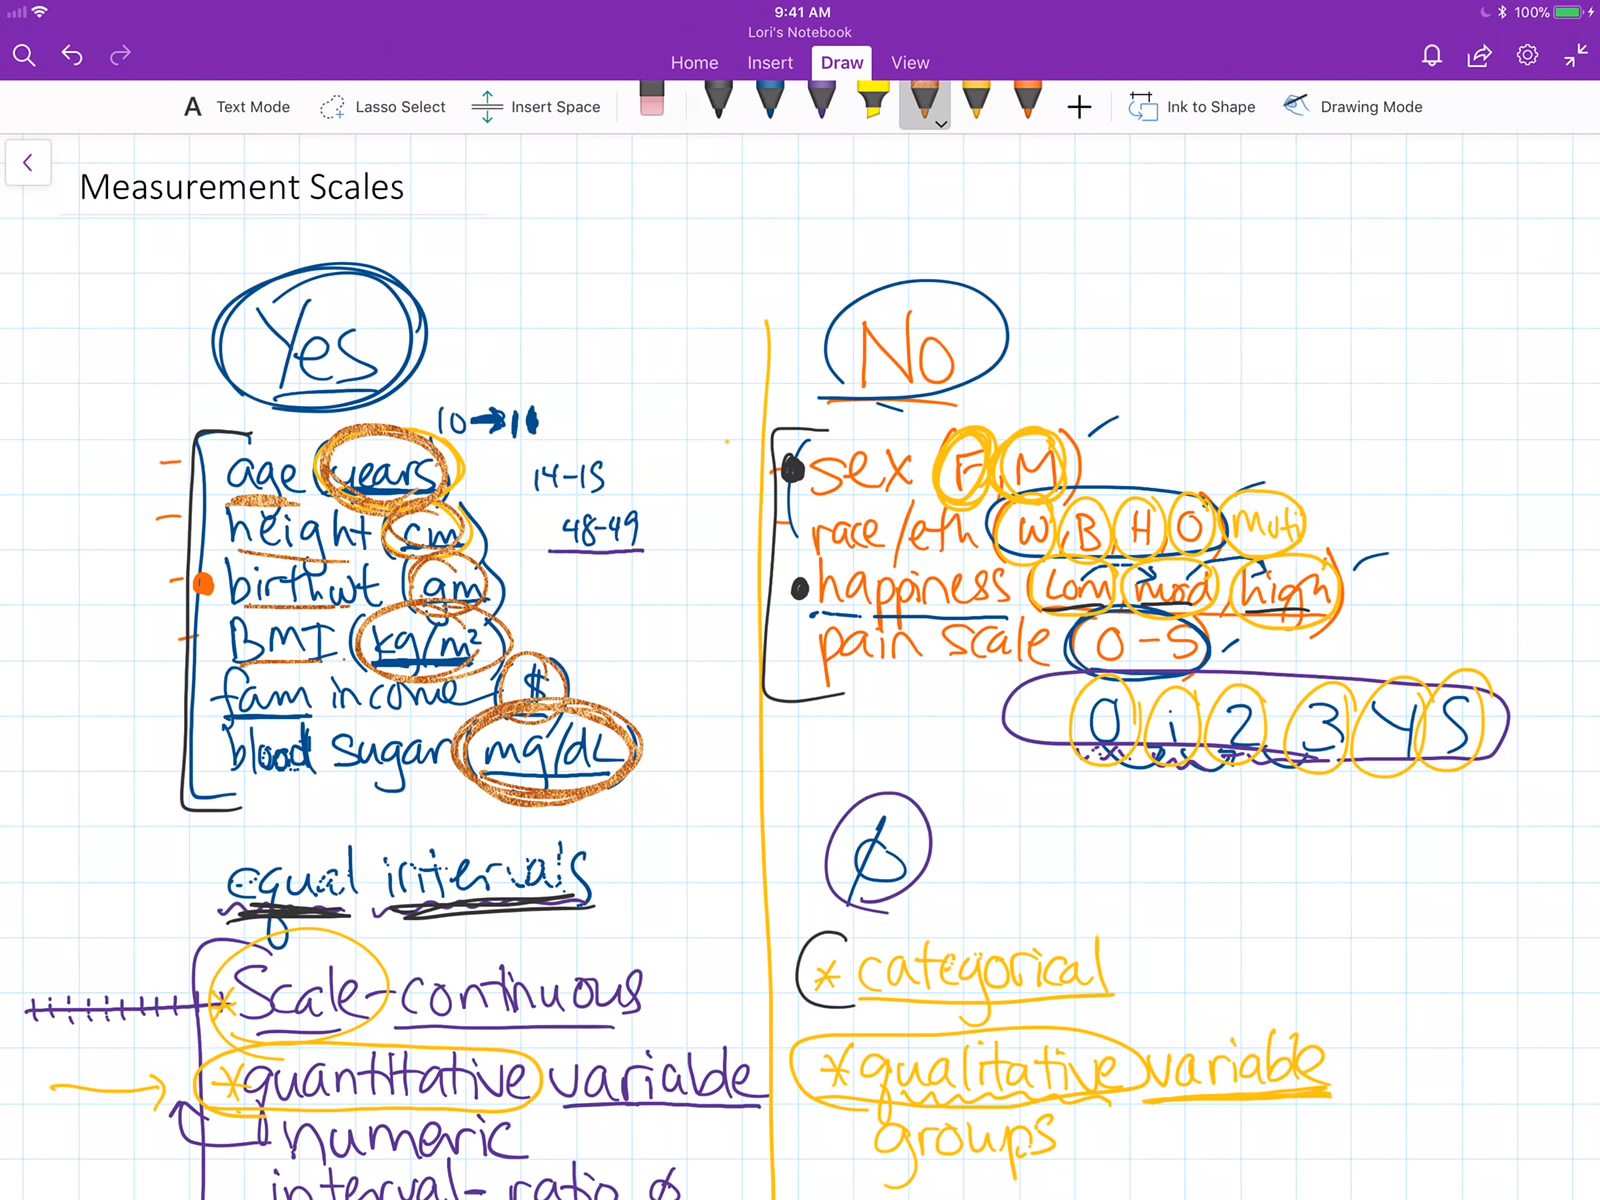 9:41 AM
100%
Lori's Notebook
Home Insert Draw View
Text Mode Lasso Select Insert Space Ink to Shape Drawing Mode
Measurement Scales
Yes
10 → 11
age (years)
14-15
height (cm)
48-49
birthwt (gm)
BMI (kg/m²)
fam income ($)
blood sugar (mg/dL)
equal intervals
*Scale-continuous
*quantitative variable
numeric
interval-ratio φ
No
sex (F, M)
race/eth (W, B, H, O, Muti)
happiness (Low, mod, high)
pain scale (0-5)
0 1 2 3 4 5
φ
* categorical
*qualitative variable
groups